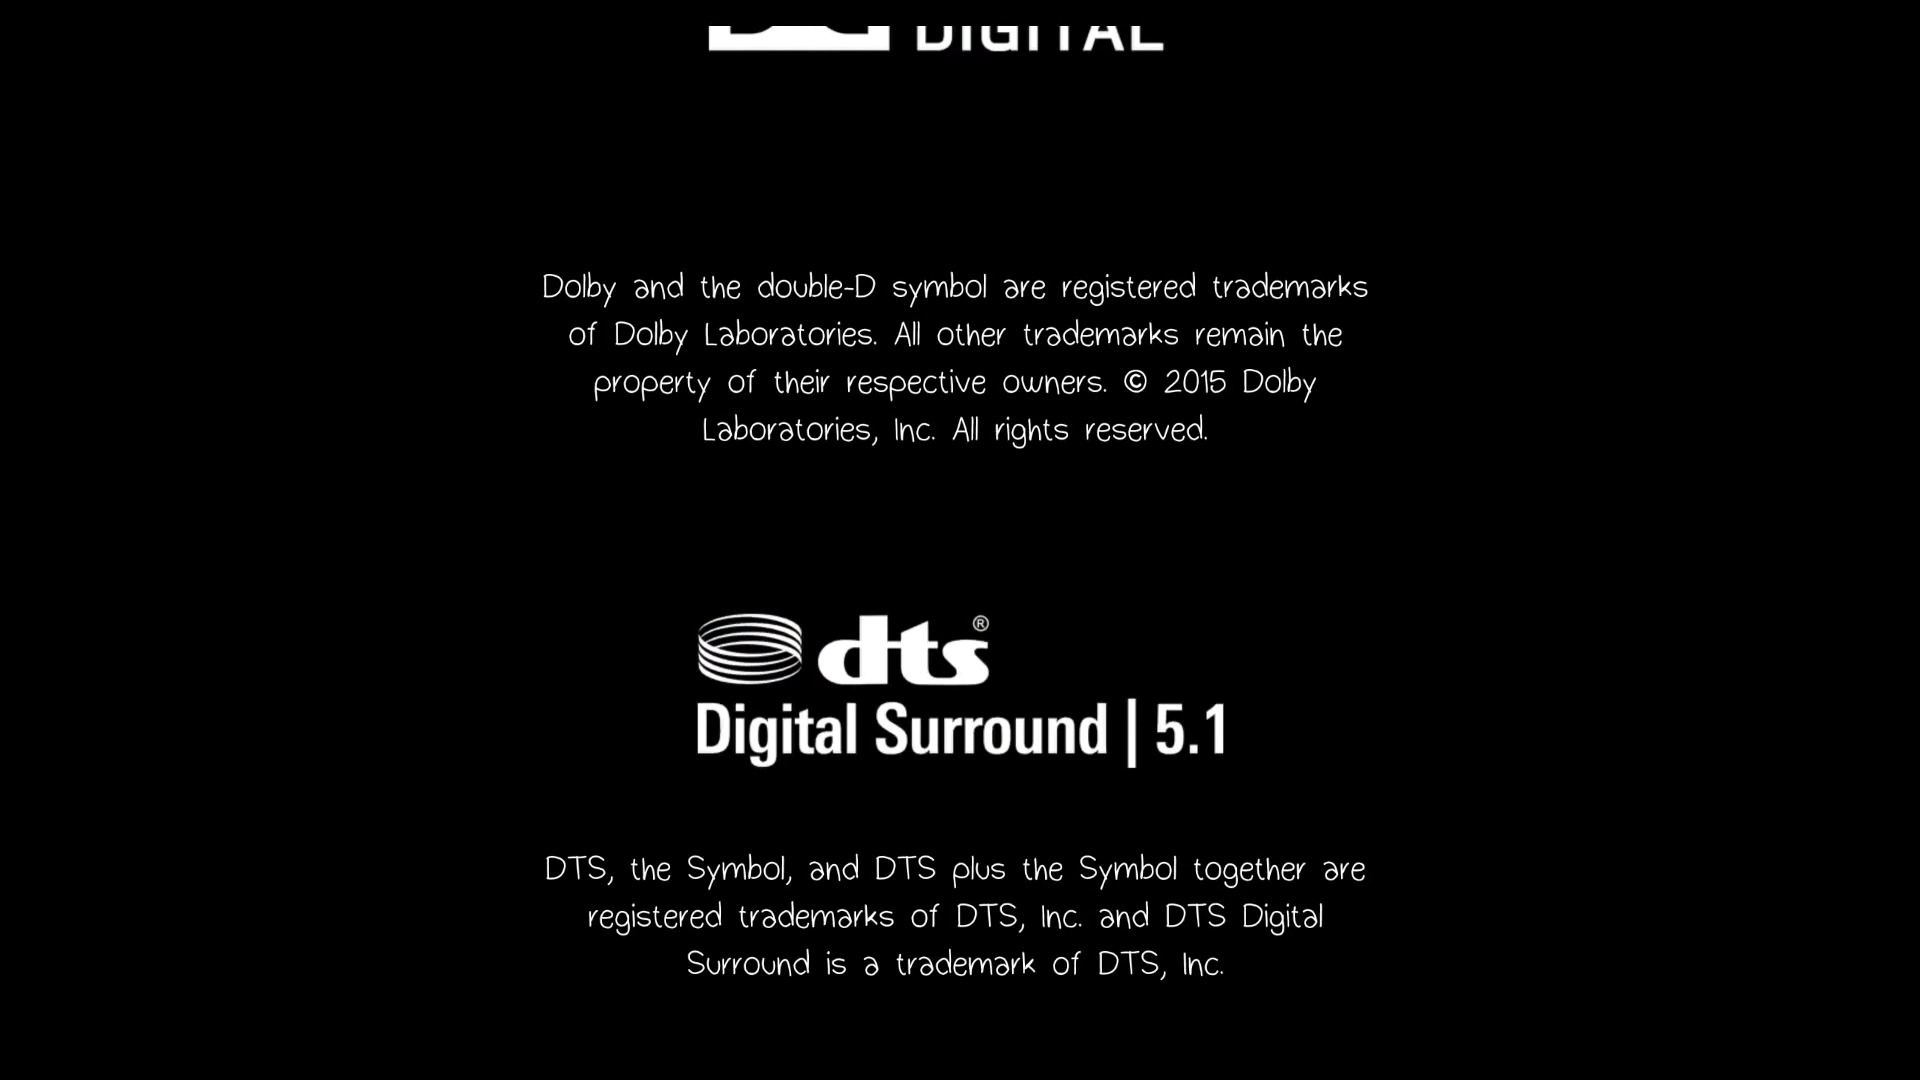 DIGITAL
Dolby and the double-D symbol are registered trademarks
of Dolby Laboratories. All other trademarks remain the
property of their respective owners. © 2015 Dolby
Laboratories, Inc. All rights reserved.
dts®
Digital Surround | 5.1
DTS, the Symbol, and DTS plus the Symbol together are
registered trademarks of DTS, Inc. and DTS Digital
Surround is a trademark of DTS, Inc.